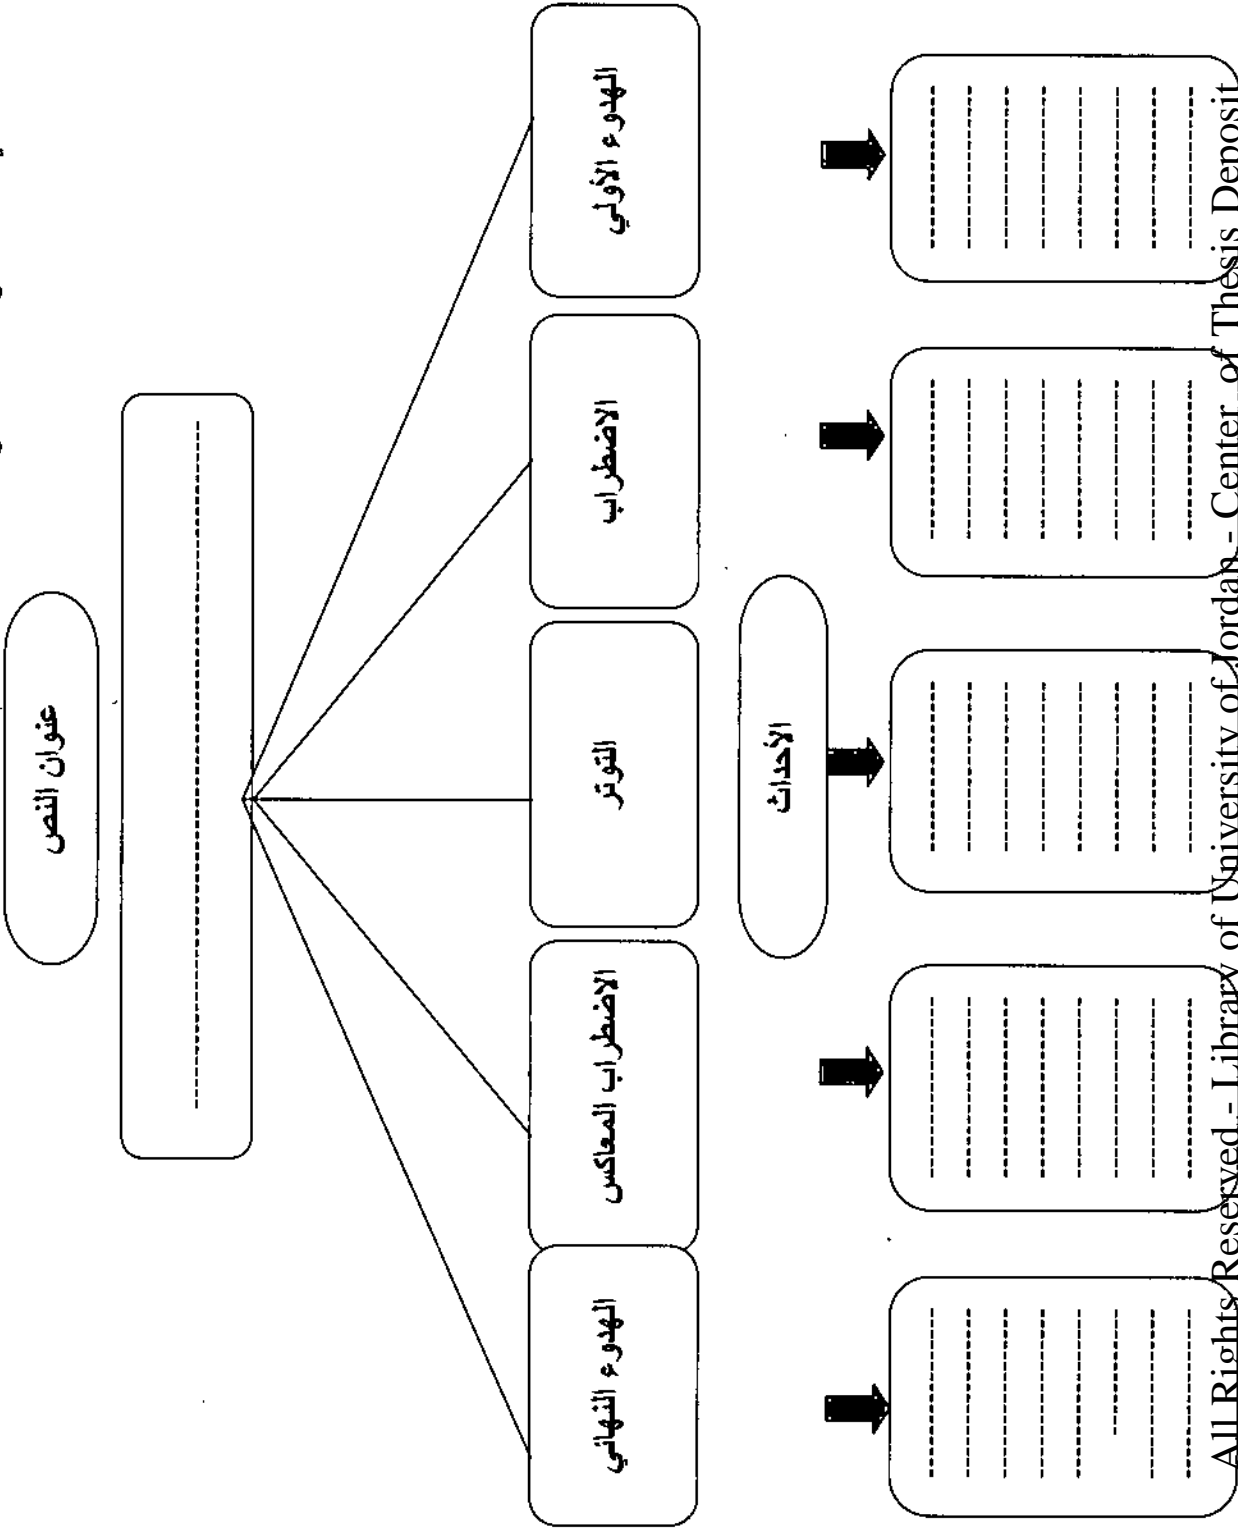 عنوان النص
الهدوء الأولي
الاضطراب
التوتر
الاضطراب المعاكس
الهدوء النهائي
الأحداث
All Rights Reserved - Library of University of Jordan - Center of Thesis Deposit